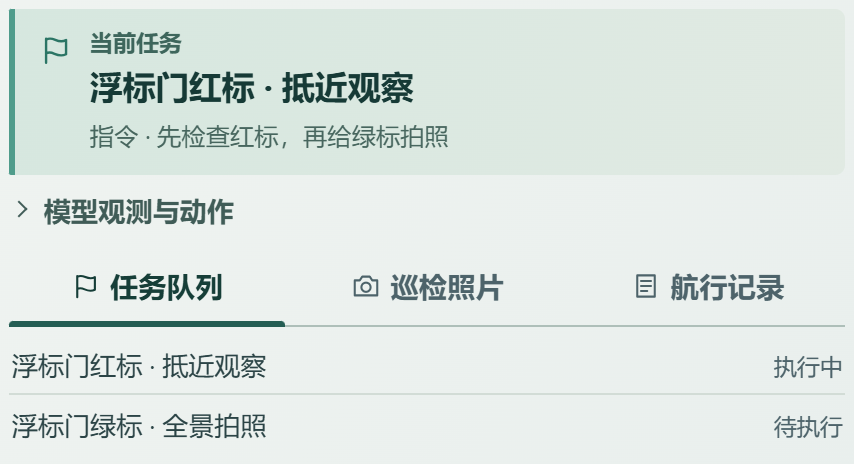 当前任务
浮标门红标 · 抵近观察
指令 · 先检查红标，再给绿标拍照
模型观测与动作
任务队列 巡检照片 航行记录
浮标门红标 · 抵近观察 执行中
浮标门绿标 · 全景拍照 待执行